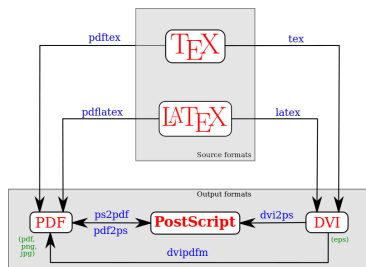 pdftex
TEX
tex
pdflatex
LATEX
latex
Source formats
Output formats
PDF
ps2pdf
pdf2ps
PostScript
dvi2ps
DVI
(pdf,
png,
jpg)
(eps)
dvipdfm